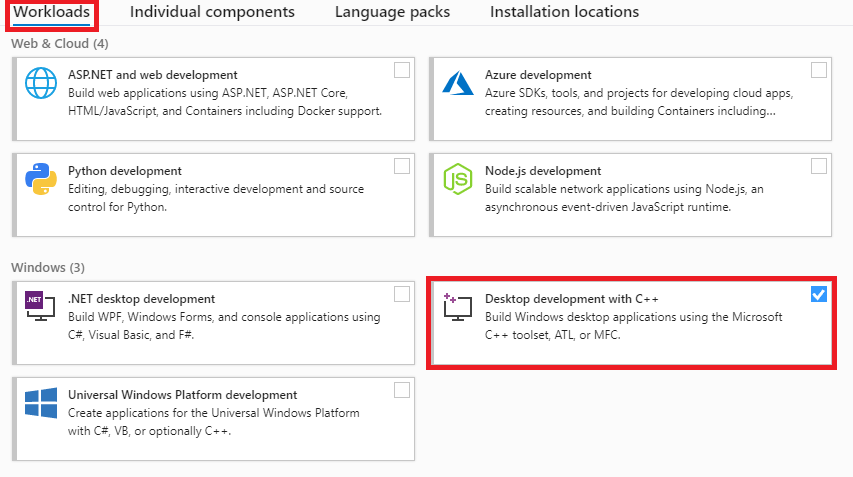 Workloads Individual components Language packs Installation locations
Web & Cloud (4)
ASP.NET and web development
Build web applications using ASP.NET, ASP.NET Core,
HTML/JavaScript, and Containers including Docker support.
Azure development
Azure SDKs, tools, and projects for developing cloud apps,
creating resources, and building Containers including...
Python development
Editing, debugging, interactive development and source
control for Python.
Node.js development
Build scalable network applications using Node.js, an
asynchronous event-driven JavaScript runtime.
Windows (3)
.NET
.NET desktop development
Build WPF, Windows Forms, and console applications using
C#, Visual Basic, and F#.
Desktop development with C++
Build Windows desktop applications using the Microsoft
C++ toolset, ATL, or MFC.
Universal Windows Platform development
Create applications for the Universal Windows Platform
with C#, VB, or optionally C++.